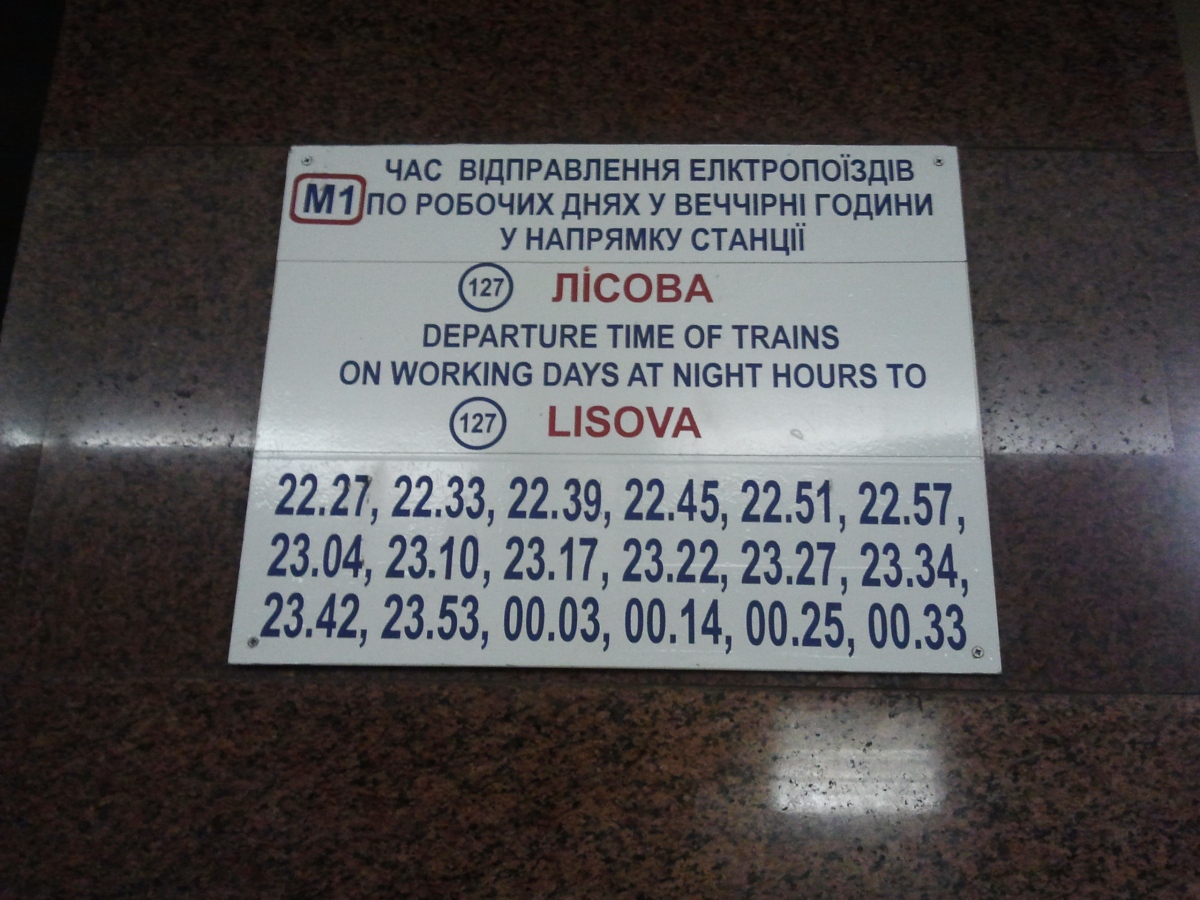 ЧАС ВІДПРАВЛЕННЯ ЕЛКТРОПОЇЗДІВ
М1 ПО РОБОЧИХ ДНЯХ У ВЕЧЧІРНІ ГОДИНИ
У НАПРЯМКУ СТАНЦІЇ
127 ЛІСОВА
DEPARTURE TIME OF TRAINS
ON WORKING DAYS AT NIGHT HOURS TO
127 LISOVA
22.27, 22.33, 22.39, 22.45, 22.51, 22.57,
23.04, 23.10, 23.17, 23.22, 23.27, 23.34,
23.42, 23.53, 00.03, 00.14, 00.25, 00.33